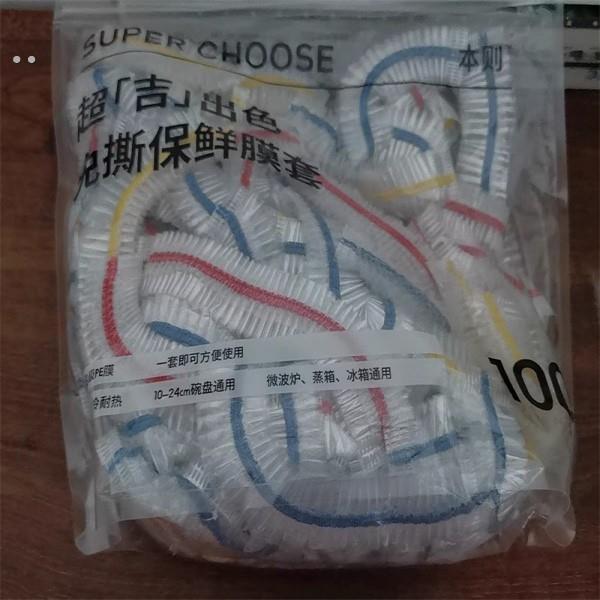 SUPER CHOOSE
本则
超「吉」出色
免撕保鲜膜套
PE膜
一套即可方便使用
冷耐热
10-24cm碗盘通用
微波炉、蒸箱、冰箱通用
100